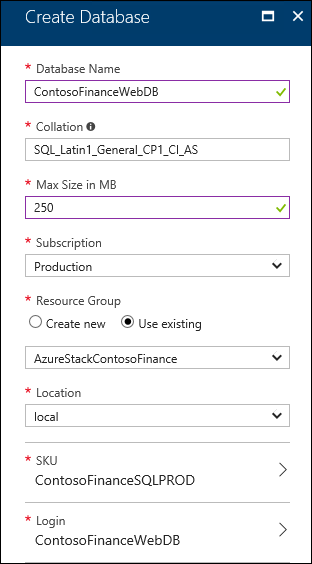 Create Database
* Database Name
ContosoFinanceWebDB
* Collation
SQL_Latin1_General_CP1_CI_AS
* Max Size in MB
250
* Subscription
Production
* Resource Group
Create new Use existing
AzureStackContosoFinance
* Location
local
* SKU
ContosoFinanceSQLPROD
* Login
ContosoFinanceWebDB